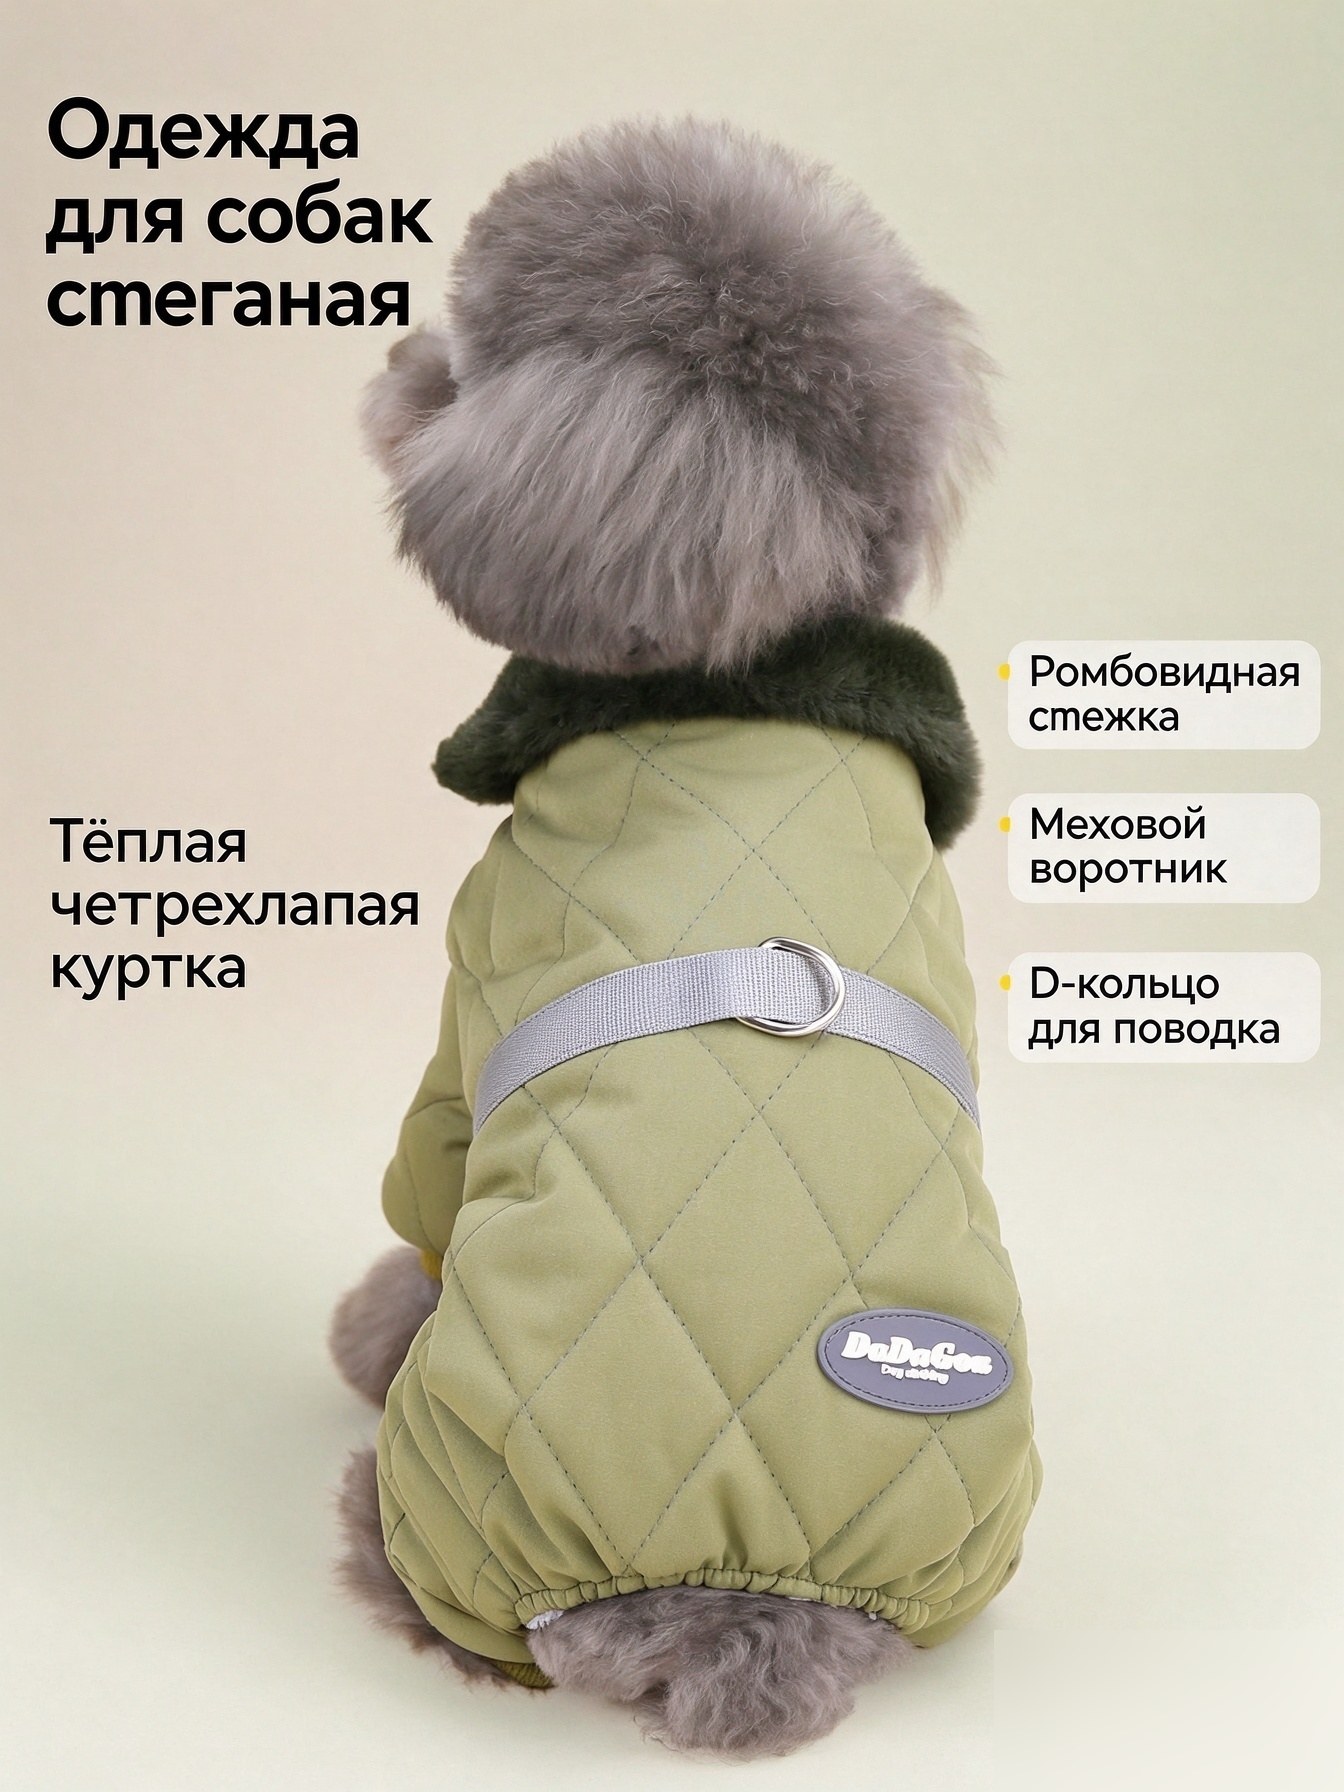 Одежда
для собак
стеганая
Ромбовидная
стежка
Меховой
воротник
Тёплая
четрехлапая
куртка
D-кольцо
для поводка
DaDaGou